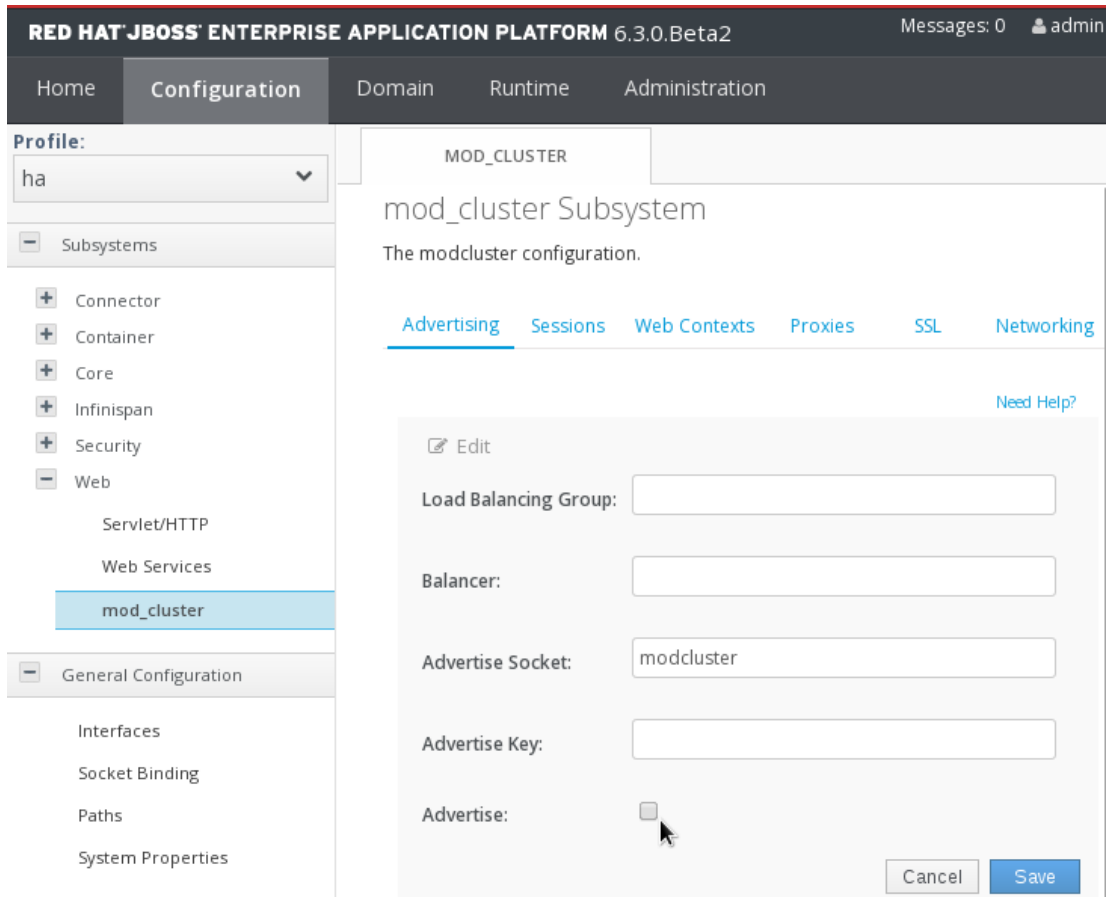 RED HAT JBOSS ENTERPRISE APPLICATION PLATFORM 6.3.0.Beta2 Messages: 0 admin
Home Configuration Domain Runtime Administration
Profile:
ha
Subsystems
Connector
Container
Core
Infinispan
Security
Web
Servlet/HTTP
Web Services
mod_cluster
General Configuration
Interfaces
Socket Binding
Paths
System Properties
MOD_CLUSTER
mod_cluster Subsystem
The modcluster configuration.
Advertising Sessions Web Contexts Proxies SSL Networking
Need Help?
Edit
Load Balancing Group:
Balancer:
Advertise Socket: modcluster
Advertise Key:
Advertise:
Cancel Save